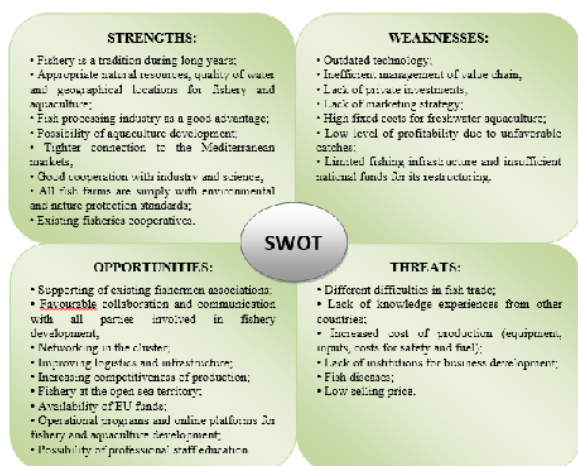 STRENGTHS:
• Fishery is a tradition during long years;
• Appropriate natural resources, quality of water
and geographical locations for fishery and
aquaculture;
• Fish processing industry as a good advantage;
• Possibility of aquaculture development;
• Tighter connection to the Mediterranean
markets,
• Good cooperation with industry and science,
• All fish farms are simply with environmental
and nature protection standards;
• Existing fisheries cooperatives.
WEAKNESSES:
• Outdated technology;
• Inefficient management of value chain,
• Lack of private investments,
• Lack of marketing strategy;
• High fixed costs for freshwater aquaculture;
• Low level of profitability due to unfavorable
catches;
• Limited fishing infrastructure and insufficient
national funds for its restructuring.
SWOT
OPPORTUNITIES:
• Supporting of existing fishermen associations;
• Favourable collaboration and communication
with all parties involved in fishery
development,
• Networking in the cluster;
• Improving logistics and infrastructure;
• Increasing competitiveness of production;
• Fishery at the open sea territory;
• Availability of EU funds;
• Operational programs and online platforms for
fishery and aquaculture development;
• Possibility of professional staff education
THREATS:
• Different difficulties in fish trade;
• Lack of knowledge experiences from other
countries;
• Increased cost of production (equipment,
inputs, costs for safety and fuel);
• Lack of institutions for business development;
• Fish diseases;
• Low selling price.